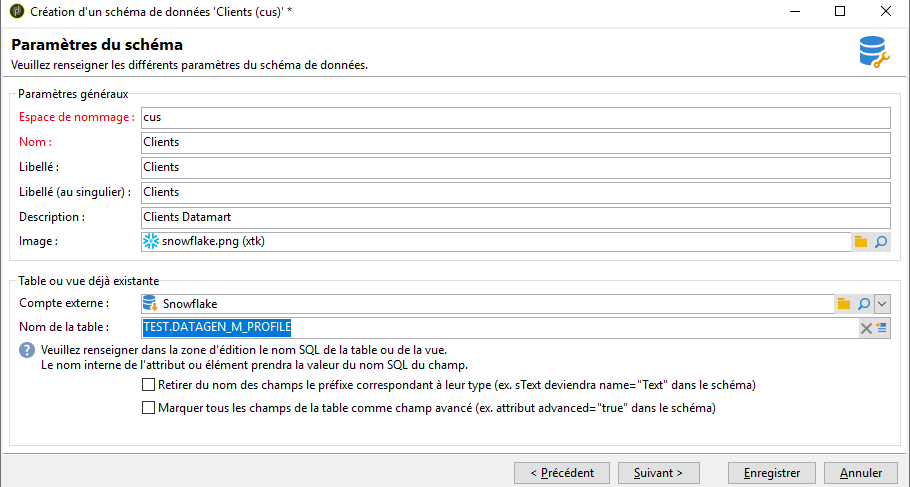 Création d'un schéma de données 'Clients (cus)' *
Paramètres du schéma
Veuillez renseigner les différents paramètres du schéma de données.
Paramètres généraux
Espace de nommage : cus
Nom : Clients
Libellé : Clients
Libellé (au singulier) : Clients
Description : Clients Datamart
Image : snowflake.png (xtk)
Table ou vue déjà existante
Compte externe : Snowflake
Nom de la table : TEST.DATAGEN_M_PROFILE
Veuillez renseigner dans la zone d'édition le nom SQL de la table ou de la vue.
Le nom interne de l'attribut ou élément prendra la valeur du nom SQL du champ.
Retirer du nom des champs le préfixe correspondant à leur type (ex. sText deviendra name="Text" dans le schéma)
Marquer tous les champs de la table comme champ avancé (ex. attribut advanced="true" dans le schéma)
< Précédent Suivant > Enregistrer Annuler